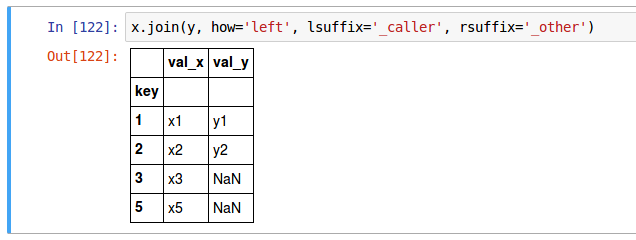 In [122]: x.join(y, how='left', lsuffix='_caller', rsuffix='_other')
Out[122]:
val_x val_y
key
1 x1 y1
2 x2 y2
3 x3 NaN
5 x5 NaN